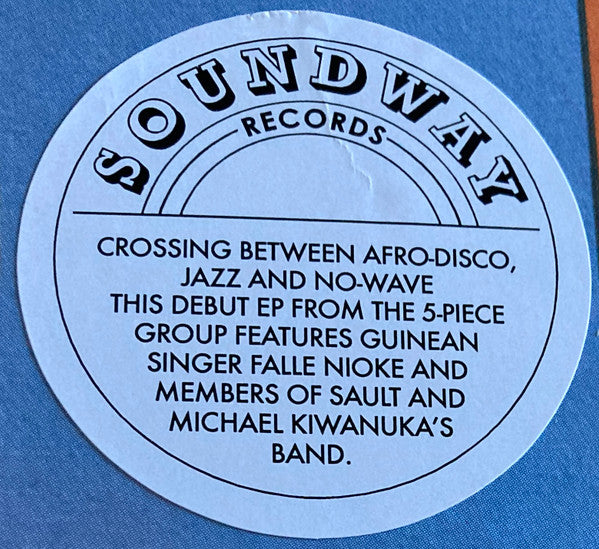 SOUNDWAY
RECORDS
CROSSING BETWEEN AFRO-DISCO,
JAZZ AND NO-WAVE
THIS DEBUT EP FROM THE 5-PIECE
GROUP FEATURES GUINEAN
SINGER FALLE NIOKE AND
MEMBERS OF SAULT AND
MICHAEL KIWANUKA'S
BAND.